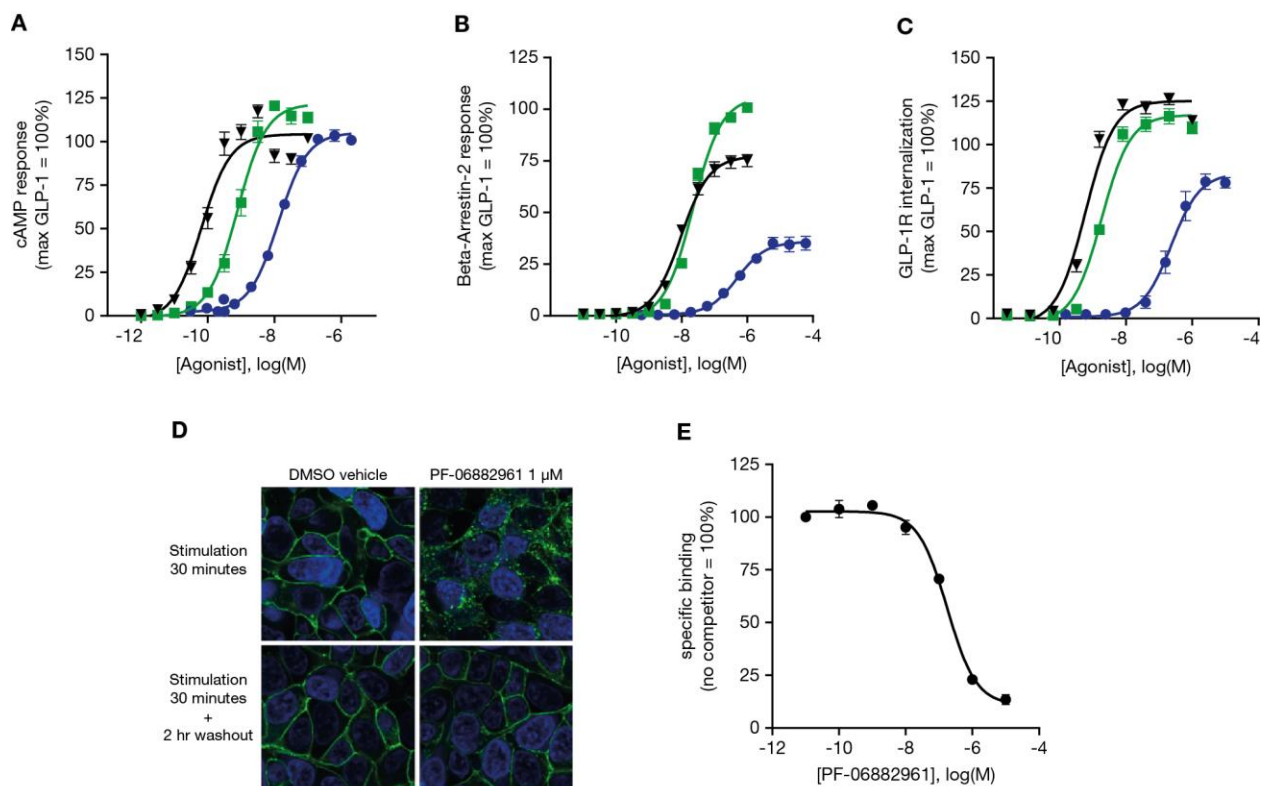 A
cAMP response
(max GLP-1 = 100%)
150
125
100
75
50
25
0
-12
-10
-8
-6
[Agonist], log(M)
B
Beta-Arrestin-2 response
(max GLP-1 = 100%)
125
100
75
50
25
0
-10
-8
-6
-4
[Agonist], log(M)
C
GLP-1R internalization
(max GLP-1 = 100%)
150
125
100
75
50
25
0
-10
-8
-6
-4
[Agonist], log(M)
D
DMSO vehicle
PF-06882961 1 µM
Stimulation
30 minutes
Stimulation
30 minutes
+
2 hr washout
E
specific binding
(no competitor = 100%)
125
100
75
50
25
0
-12
-10
-8
-6
-4
[PF-06882961], log(M)